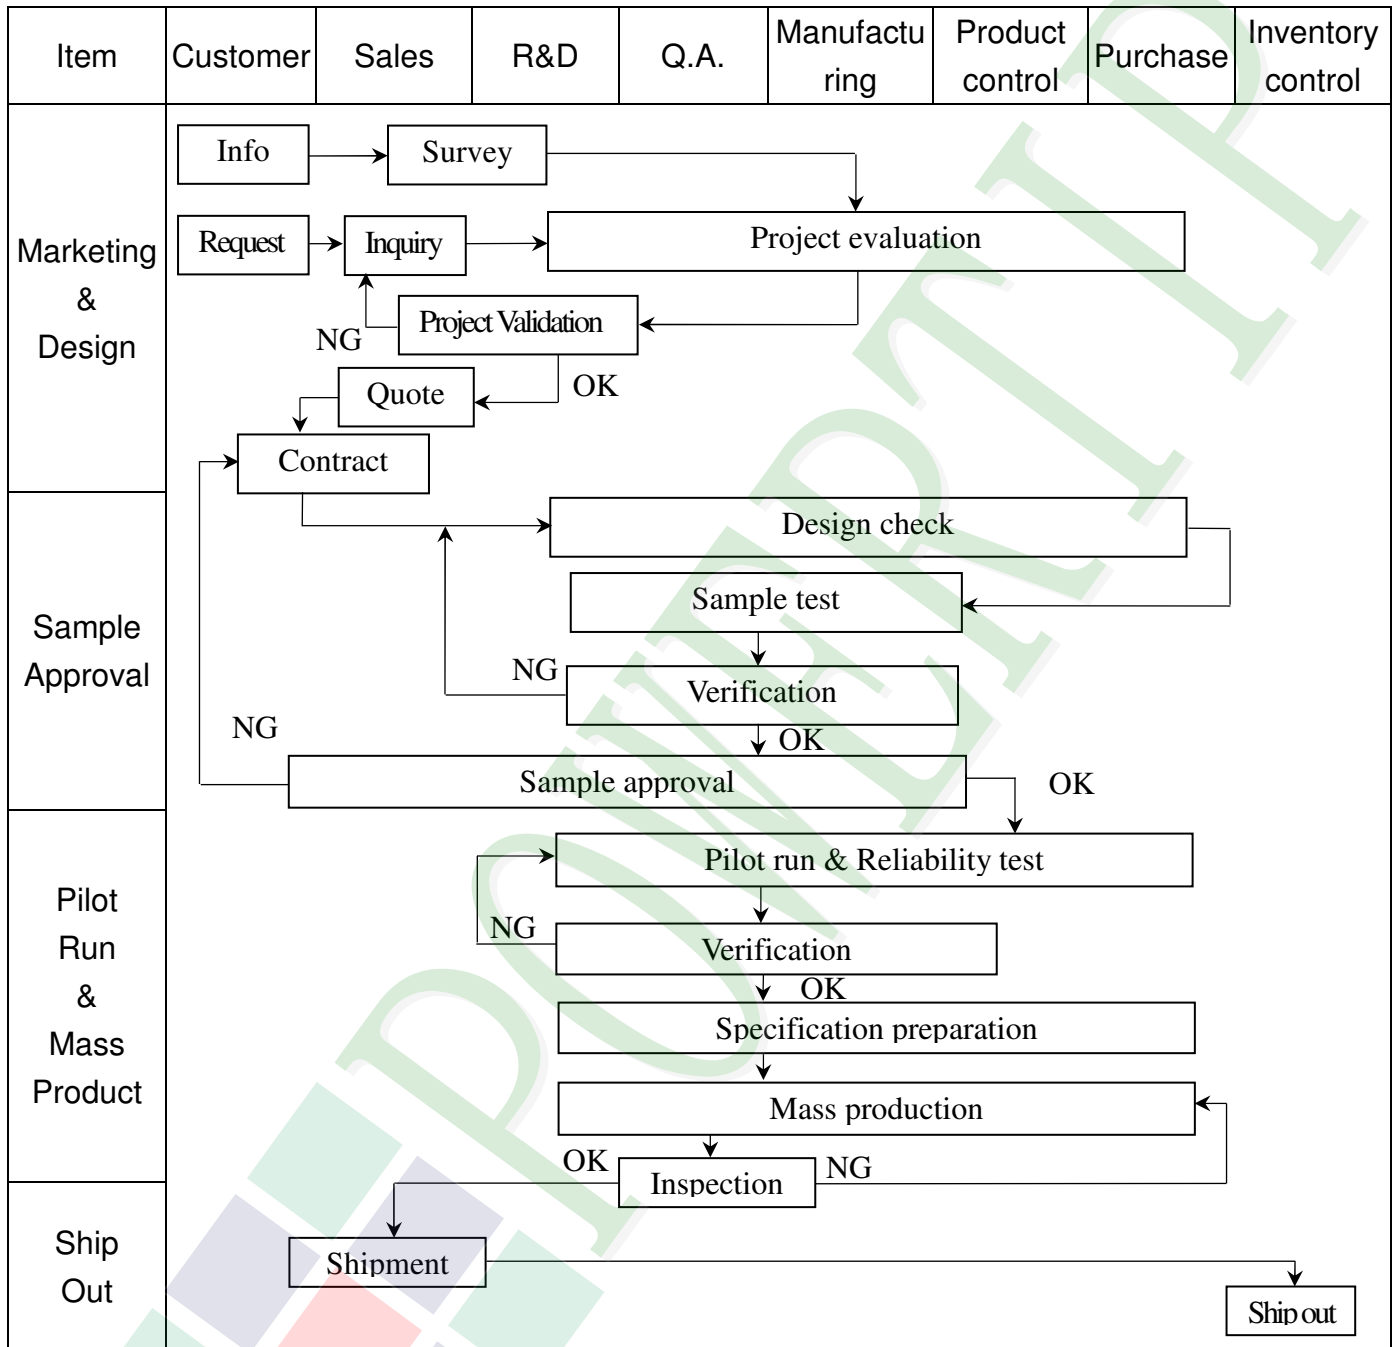 Item
Customer
Sales
R&D
Q.A.
Manufactu
ring
Product
control
Purchase
Inventory
control
Marketing
&
Design
Info
Survey
Request
Inquiry
Project evaluation
Project Validation
NG
OK
Quote
Contract
Sample
Approval
Design check
Sample test
NG
Verification
OK
NG
Sample approval
OK
Pilot
Run
&
Mass
Product
Pilot run & Reliability test
NG
Verification
OK
Specification preparation
Mass production
OK
Inspection
NG
Ship
Out
Shipment
Ship out
POWERTIP